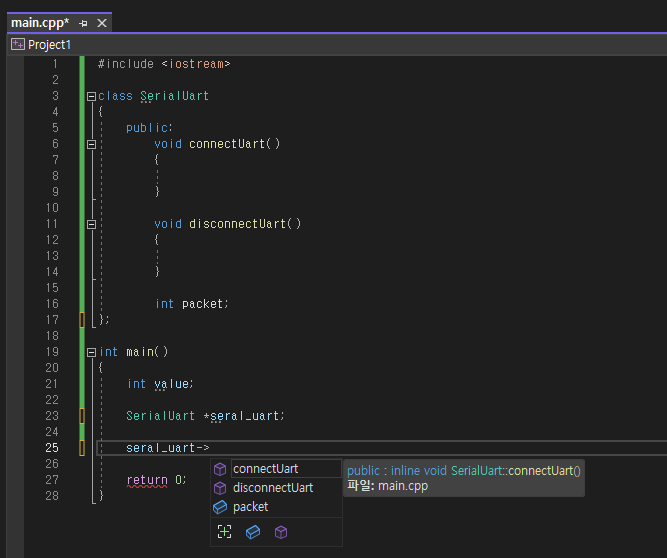 main.cpp*
Project1
1 #include <iostream>
2
3 class SerialUart
4 {
5 public:
6 void connectUart()
7 {
8
9 }
10
11 void disconnectUart()
12 {
13
14 }
15
16 int packet;
17 };
18
19 int main()
20 {
21 int value;
22
23 SerialUart *seral_uart;
24
25 seral_uart->
26
27 return 0;
28 }
connectUart
disconnectUart
packet
public : inline void SerialUart::connectUart()
파일: main.cpp